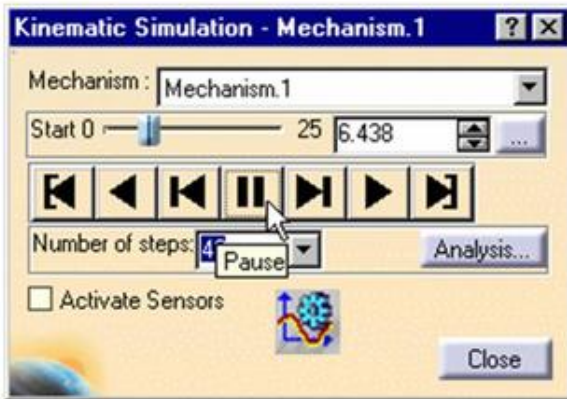 Kinematic Simulation - Mechanism.1
Mechanism : Mechanism.1
Start 0 25 6.438 ...
Number of steps: Analysis...
Pause
Activate Sensors
Close